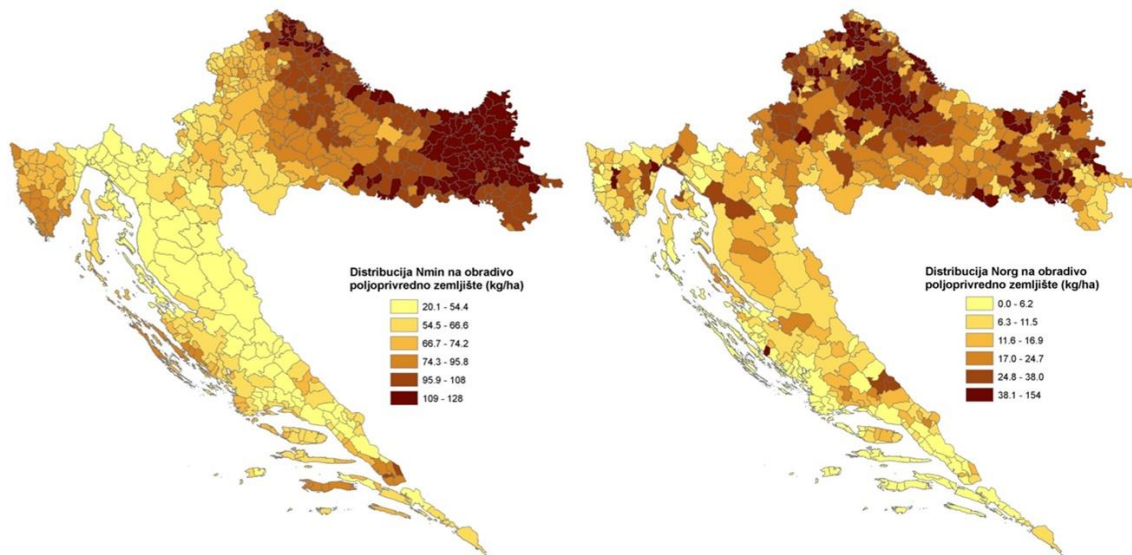 Distribucija Nmin na obradivo
poljoprivredno zemljište (kg/ha)
20.1 - 54.4
54.5 - 66.6
66.7 - 74.2
74.3 - 95.8
95.9 - 108
109 - 128
Distribucija Norg na obradivo
poljoprivredno zemljište (kg/ha)
0.0 - 6.2
6.3 - 11.5
11.6 - 16.9
17.0 - 24.7
24.8 - 38.0
38.1 - 154